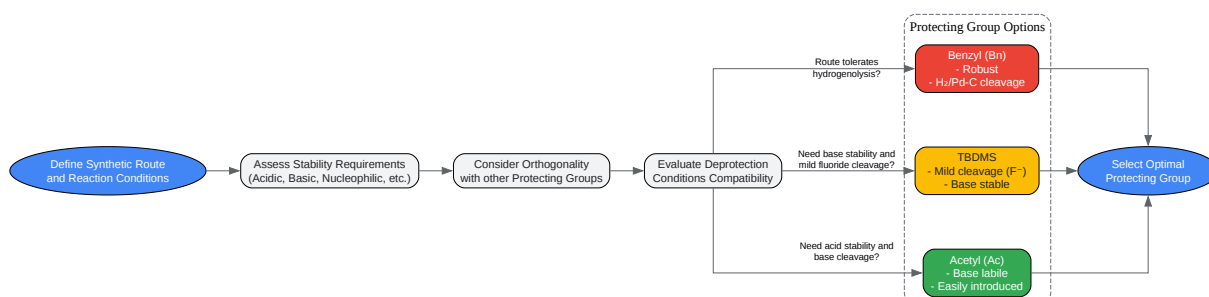 Define Synthetic Route
and Reaction Conditions
Assess Stability Requirements
(Acidic, Basic, Nucleophilic, etc.)
Consider Orthogonality
with other Protecting Groups
Evaluate Deprotection
Conditions Compatibility
Route tolerates
hydrogenolysis?
Need base stability and
mild fluoride cleavage?
Need acid stability and
base cleavage?
Protecting Group Options
Benzyl (Bn)
- Robust
- H₂/Pd-C cleavage
TBDMS
- Mild cleavage (F⁻)
- Base stable
Acetyl (Ac)
- Base labile
- Easily introduced
Select Optimal
Protecting Group